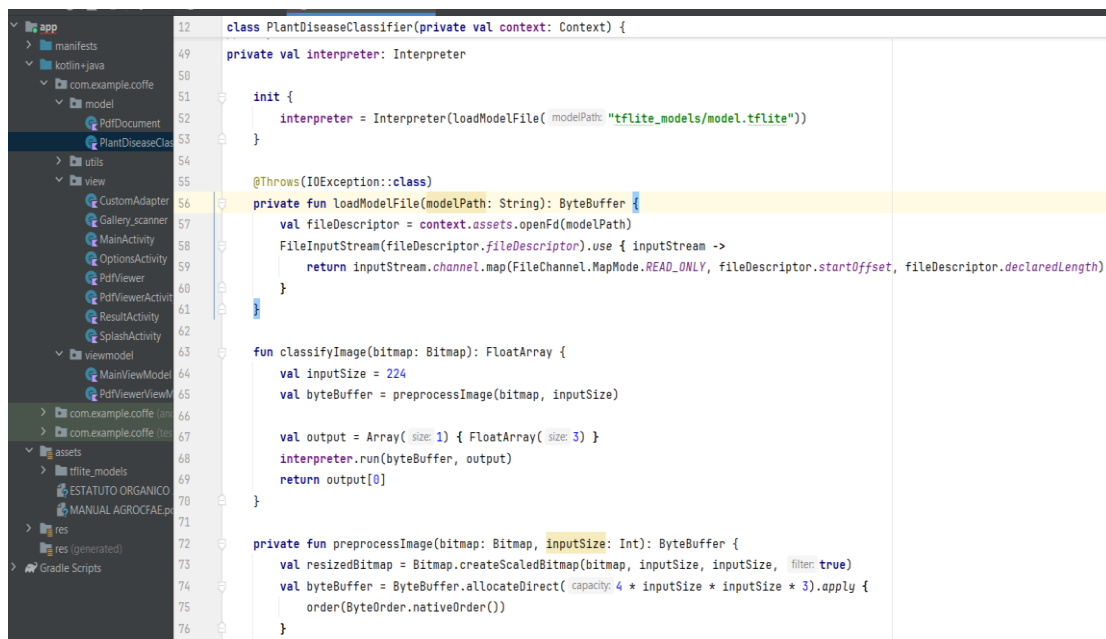 app
manifests
kotlin+java
com.example.coffe
model
PdfDocument
PlantDiseaseClas
utils
view
CustomAdapter
Gallery_scanner
MainActivity
OptionsActivity
PdfViewer
PdfViewerActivit
ResultActivity
SplashActivity
viewmodel
MainViewModel
PdfViewerViewM
com.example.coffe (and
com.example.coffe (tes
assets
tflite_models
ESTATUTO ORGANICO
MANUAL AGROCFAE.pd
res
res (generated)
Gradle Scripts
12 class PlantDiseaseClassifier(private val context: Context) {
49 private val interpreter: Interpreter
50
51 init {
52 interpreter = Interpreter(loadModelFile( modelPath: "tflite_models/model.tflite"))
53 }
54
55 @Throws(IOException::class)
56 private fun loadModelFile(modelPath: String): ByteBuffer {
57 val fileDescriptor = context.assets.openFd(modelPath)
58 FileInputStream(fileDescriptor.fileDescriptor).use { inputStream ->
59 return inputStream.channel.map(FileChannel.MapMode.READ_ONLY, fileDescriptor.startOffset, fileDescriptor.declaredLength)
60 }
61 }
62
63 fun classifyImage(bitmap: Bitmap): FloatArray {
64 val inputSize = 224
65 val byteBuffer = preprocessImage(bitmap, inputSize)
66
67 val output = Array( size: 1) { FloatArray( size: 3) }
68 interpreter.run(byteBuffer, output)
69 return output[0]
70 }
71
72 private fun preprocessImage(bitmap: Bitmap, inputSize: Int): ByteBuffer {
73 val resizedBitmap = Bitmap.createScaledBitmap(bitmap, inputSize, inputSize, filter: true)
74 val byteBuffer = ByteBuffer.allocateDirect( capacity: 4 * inputSize * inputSize * 3).apply {
75 order(ByteOrder.nativeOrder())
76 }